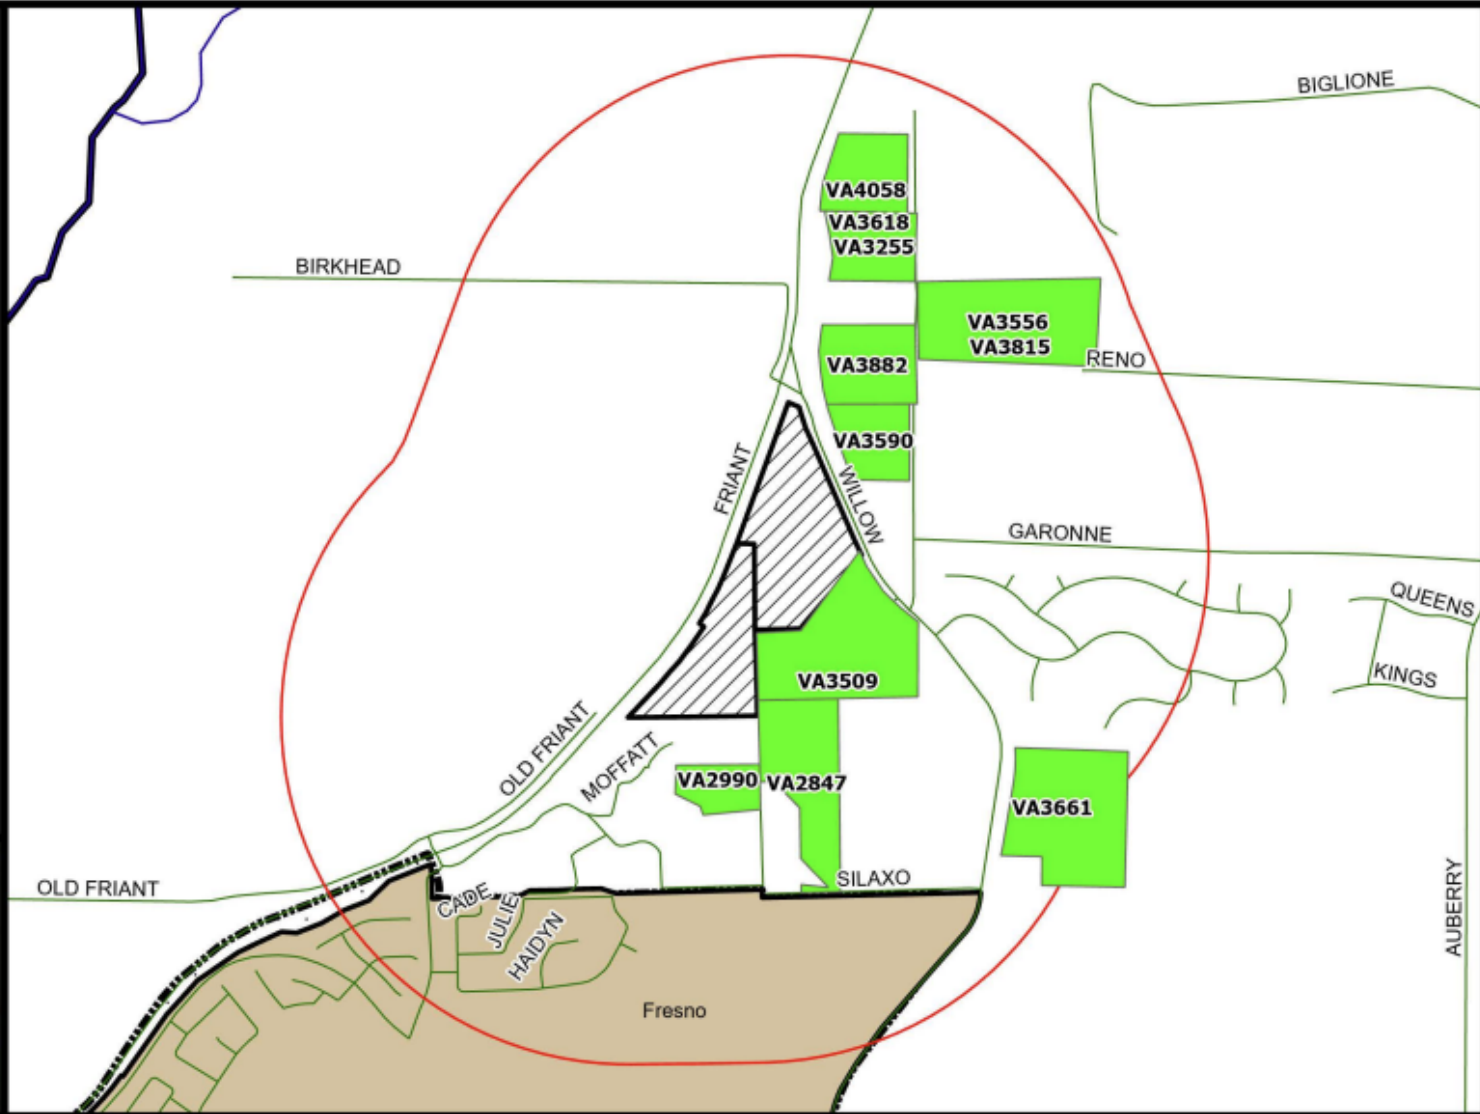 BIGLIONE
VA4058
VA3618
VA3255
BIRKHEAD
VA3556
VA3815
RENO
VA3882
VA3590
FRIANT
WILLOW
GARONNE
QUEENS
KINGS
VA3509
OLD FRIANT
MOFFATT
VA2990
VA2847
VA3661
OLD FRIANT
SILAXO
CADE
JULIE
HAIDYN
AUBERRY
Fresno